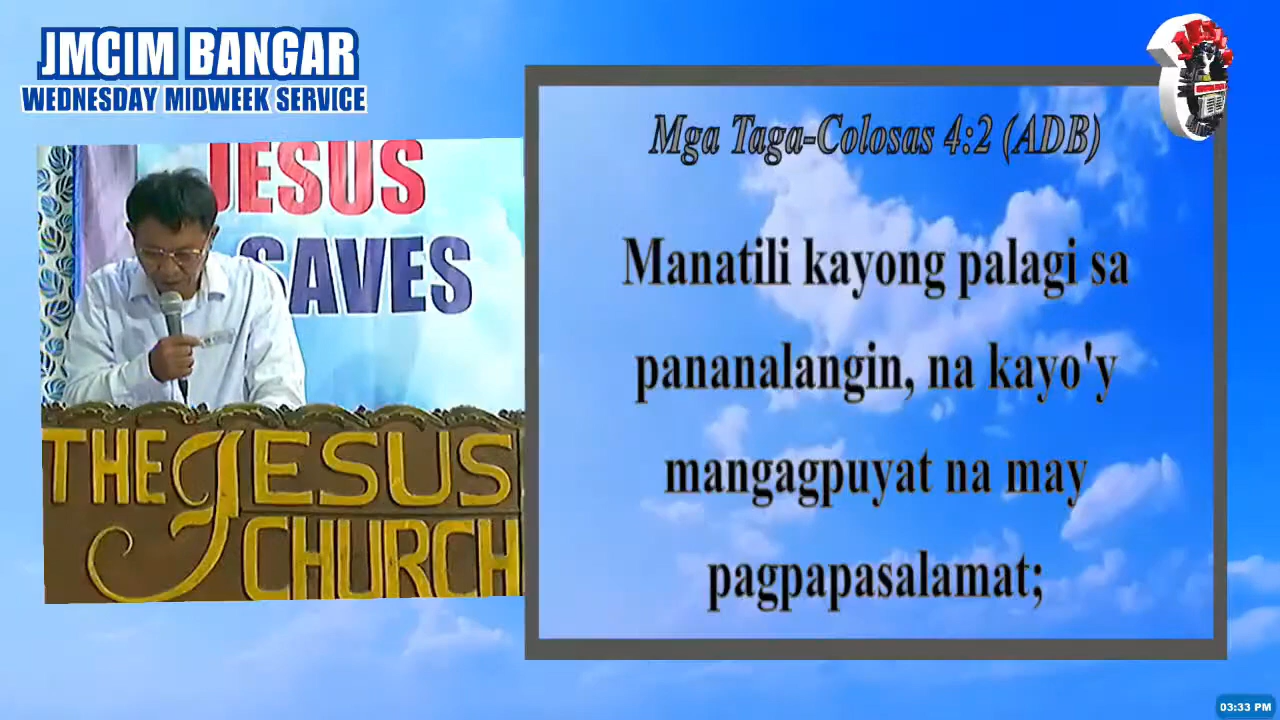 JMCIM BANGAR
WEDNESDAY MIDWEEK SERVICE
JESUS
SAVES
THE JESUS
CHURCH
Mga Taga-Colosas 4:2 (ADB)
Manatili kayong palagi sa
pananalangin, na kayo'y
mangagpuyat na may
pagpapasalamat;
03:33 PM